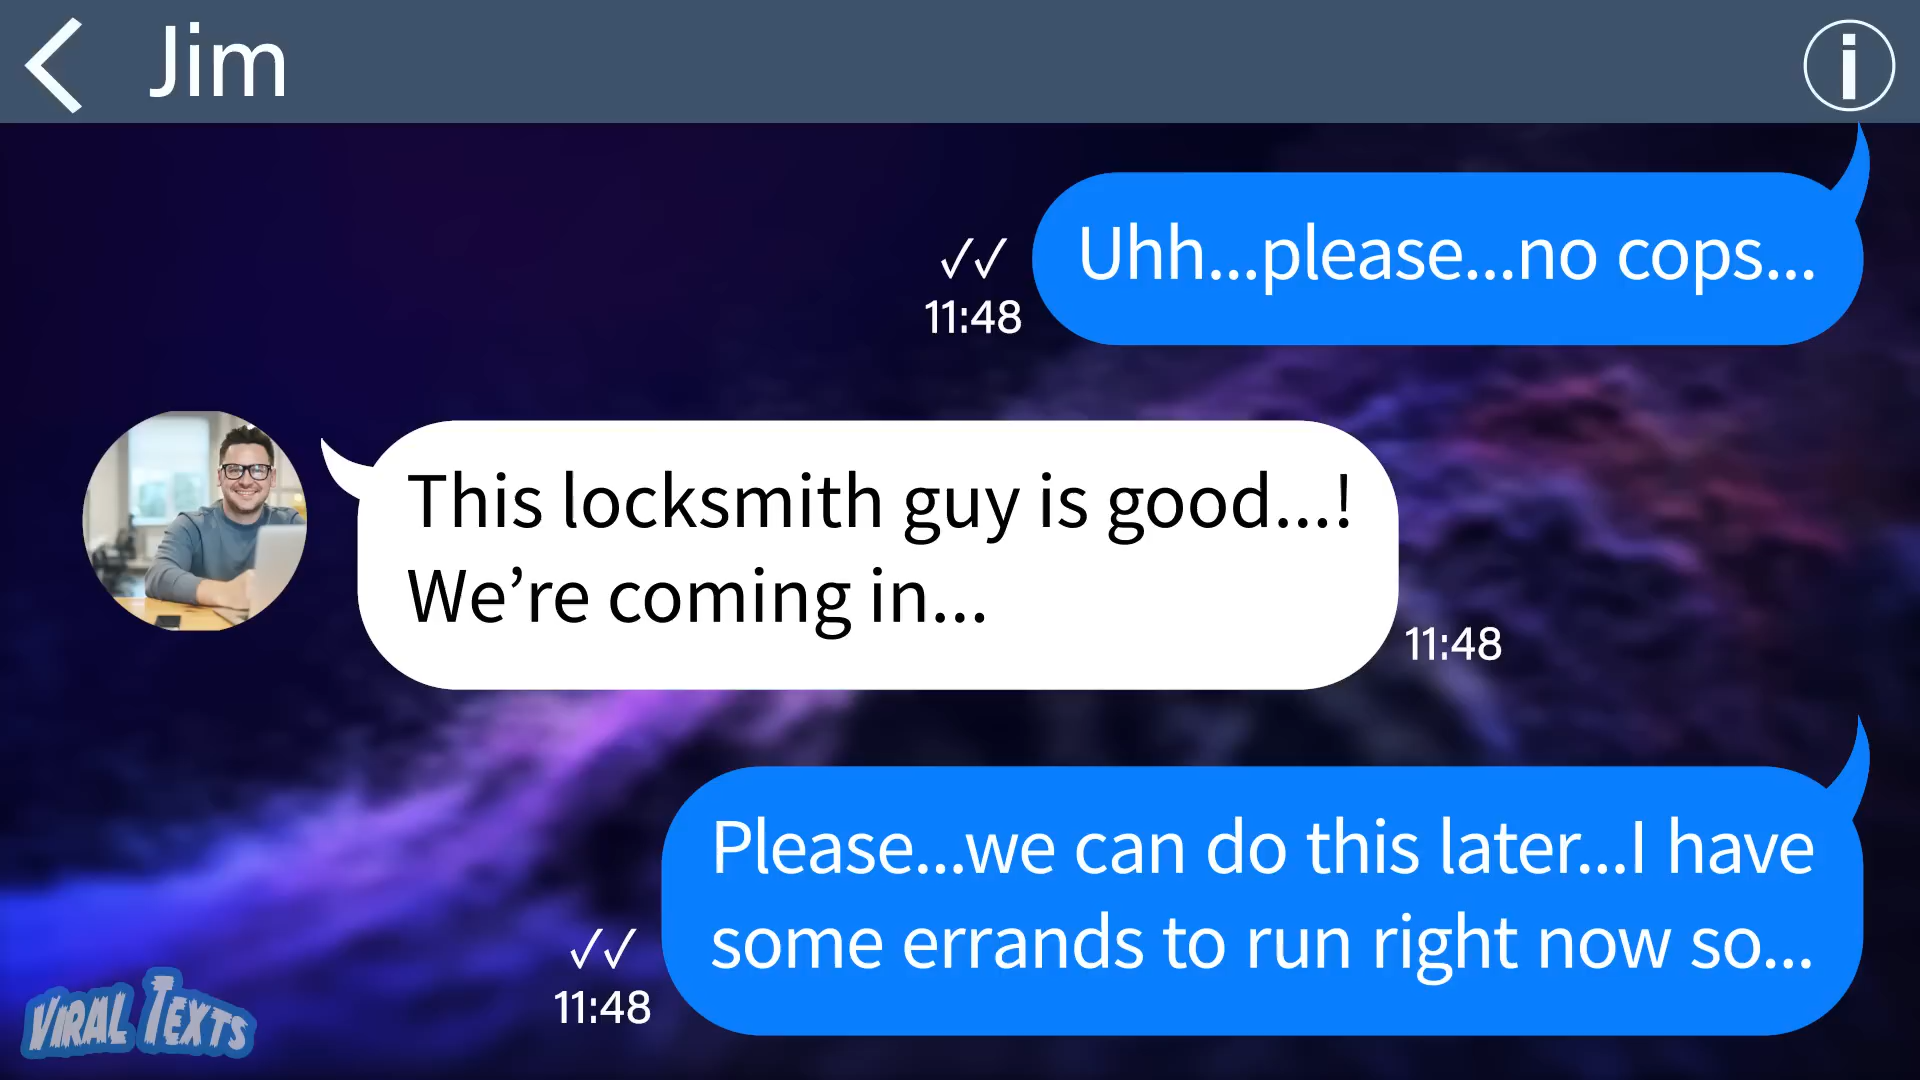 Jim
Uhh...please...no cops...
11:48
This locksmith guy is good...!
We’re coming in...
11:48
Please...we can do this later...I have
some errands to run right now so...
11:48
VIRAL TEXTS